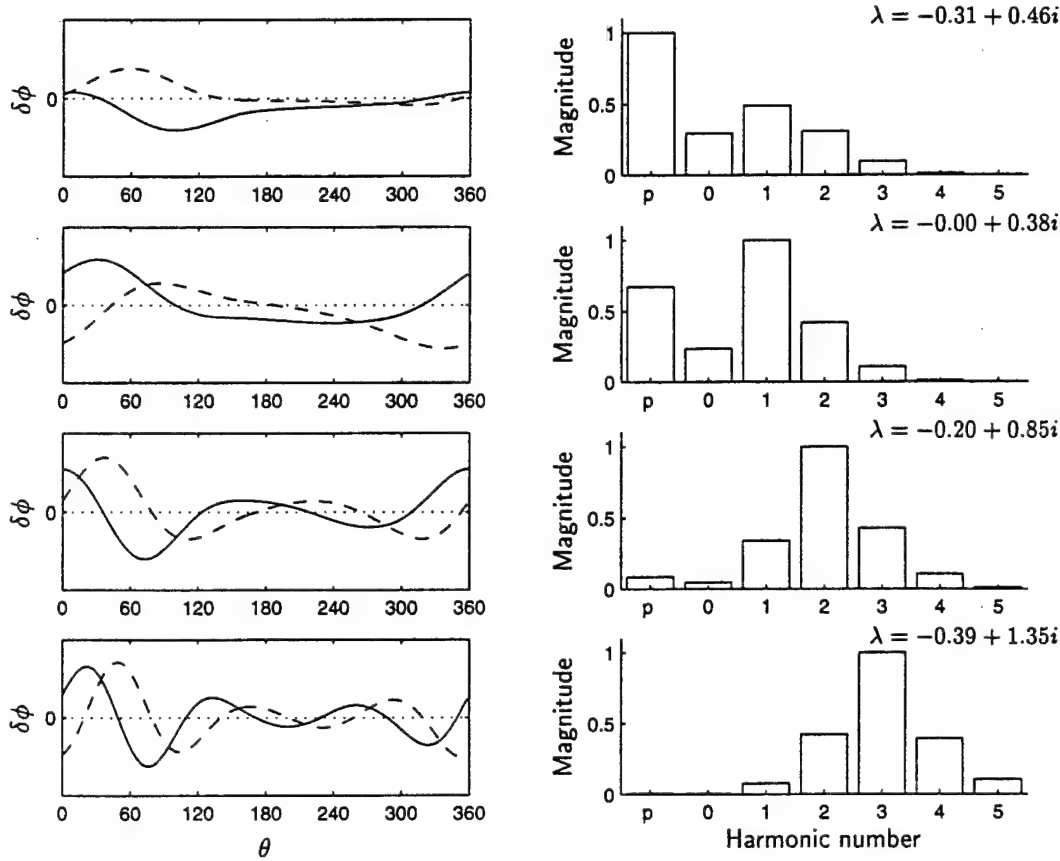 λ = −0.31 + 0.46i
δφ
0
0 60 120 180 240 300 360
Magnitude
1
0.5
0
p 0 1 2 3 4 5
λ = −0.00 + 0.38i
δφ
0
0 60 120 180 240 300 360
Magnitude
1
0.5
0
p 0 1 2 3 4 5
λ = −0.20 + 0.85i
δφ
0
0 60 120 180 240 300 360
Magnitude
1
0.5
0
p 0 1 2 3 4 5
λ = −0.39 + 1.35i
δφ
0
0 60 120 180 240 300 360
θ
Magnitude
1
0.5
0
p 0 1 2 3 4 5
Harmonic number